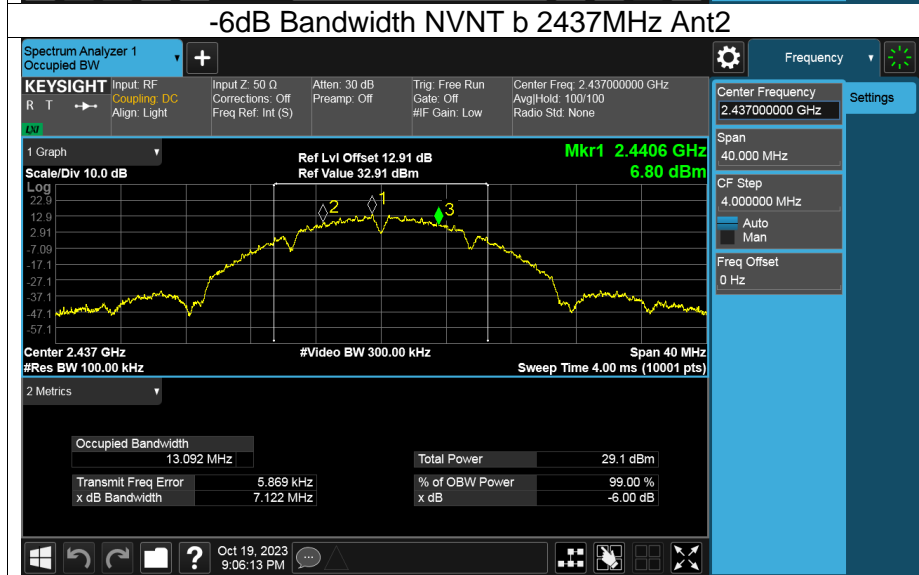 -6dB Bandwidth NVNT b 2437MHz Ant2
Spectrum Analyzer 1
Occupied BW
+
Frequency
KEYSIGHT
R T
LXI
Input: RF
Coupling: DC
Align: Light
Input Z: 50 Ω
Corrections: Off
Freq Ref: Int (S)
Atten: 30 dB
Preamp: Off
Trig: Free Run
Gate: Off
#IF Gain: Low
Center Freq: 2.437000000 GHz
Avg|Hold: 100/100
Radio Std: None
Center Frequency
2.437000000 GHz
Settings
Span
40.000 MHz
CF Step
4.000000 MHz
Auto
Man
Freq Offset
0 Hz
1 Graph
Ref Lvl Offset 12.91 dB
Mkr1 2.4406 GHz
Scale/Div 10.0 dB
Ref Value 32.91 dBm
6.80 dBm
Log
22.9
12.9
2.91
-7.09
-17.1
-27.1
-37.1
-47.1
-57.1
2
1
3
Center 2.437 GHz
#Video BW 300.00 kHz
Span 40 MHz
#Res BW 100.00 kHz
Sweep Time 4.00 ms (10001 pts)
2 Metrics
Occupied Bandwidth
13.092 MHz
Total Power 29.1 dBm
Transmit Freq Error 5.869 kHz
% of OBW Power 99.00 %
x dB Bandwidth 7.122 MHz
x dB -6.00 dB
?
Oct 19, 2023
9:06:13 PM